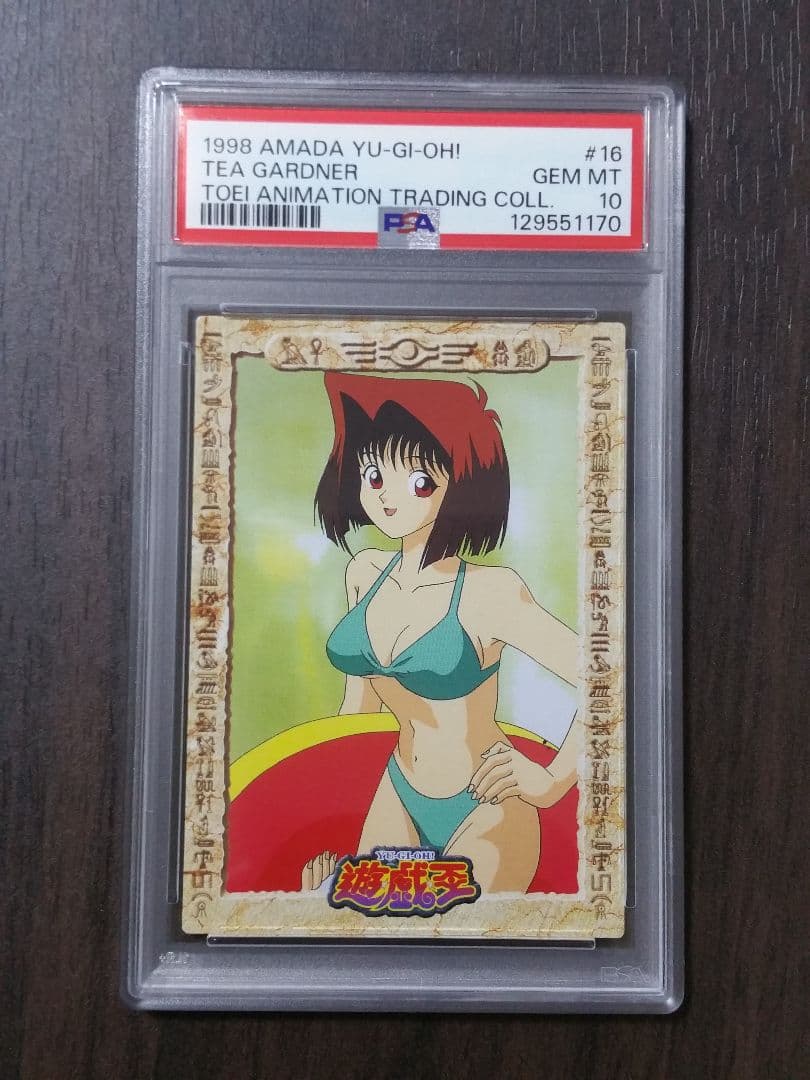 1998 AMADA YU-GI-OH! #16
TEA GARDNER GEM MT
TOEI ANIMATION TRADING COLL. 10
PSA 129551170
YU-GI-OH!
遊戯王
PSA